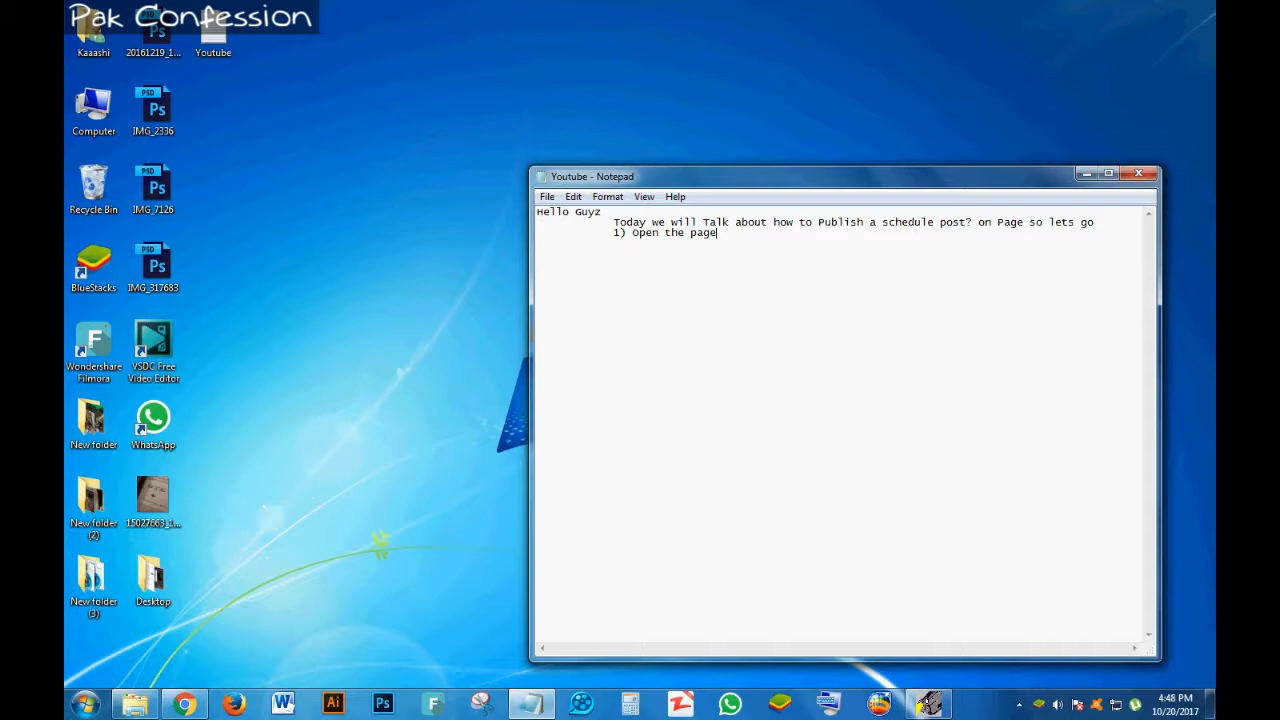 Pak Confession
Kaaashi
20161219_1...
Youtube
Computer
IMG_2336
Recycle Bin
IMG_7126
BlueStacks
IMG_317683
Wondershare Filmora
VSDC Free Video Editor
New folder
WhatsApp
New folder (2)
15027663_1...
New folder (3)
Desktop
Youtube - Notepad
File Edit Format View Help
Hello Guyz
Today we will Talk about how to Publish a schedule post? on Page so lets go
1) Open the page
4:48 PM
10/20/2017